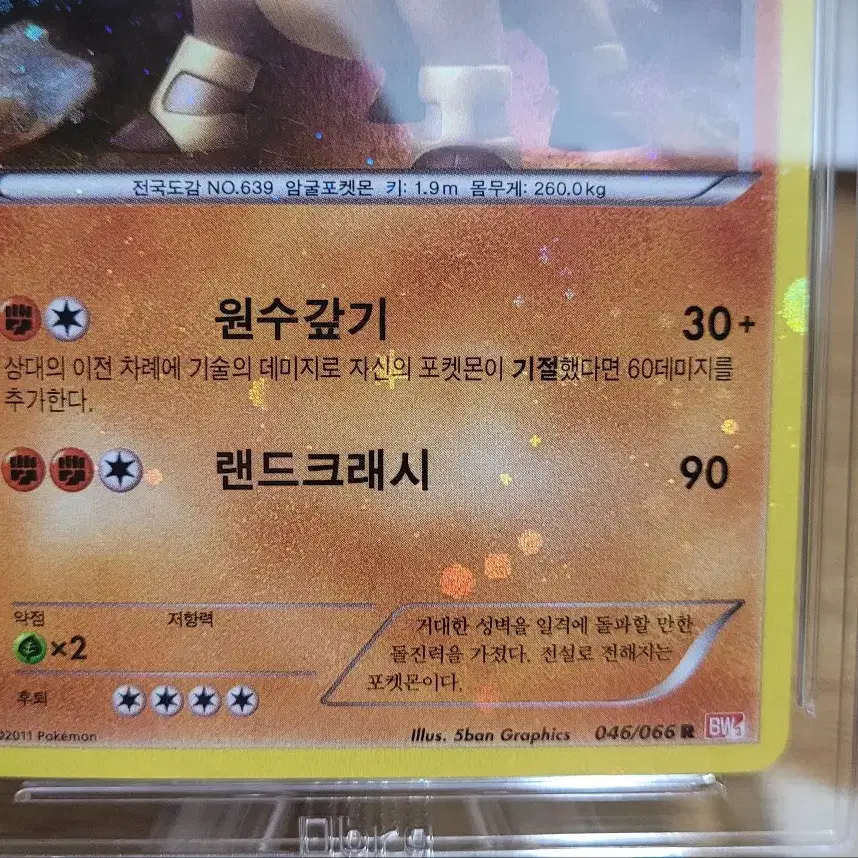 전국도감 NO.639 암굴포켓몬 키: 1.9m 몸무게: 260.0kg
원수갚기 30+
상대의 이전 차례에 기술의 데미지로 자신의 포켓몬이 기절했다면 60데미지를
추가한다.
랜드크래시 90
약점 저항력
×2
거대한 성벽을 일격에 돌파할 만한
돌진력을 가졌다. 전설로 전해지는
포켓몬이다.
후퇴
©2011 Pokémon Illus. 5ban Graphics 046/066 R BW